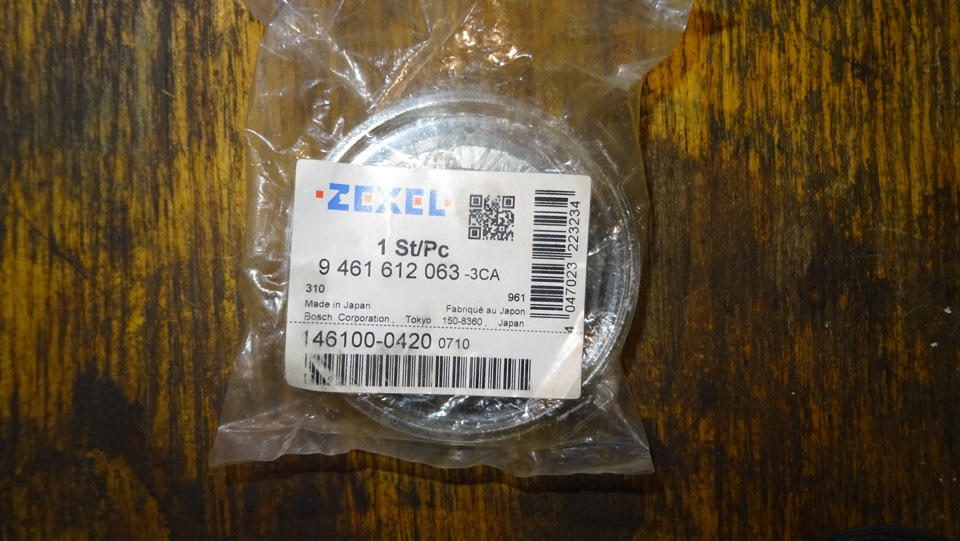 ZEXEL
1 St/Pc
9 461 612 063 -3CA
310
961
Made in Japan
Fabriqué au Japon
Bosch Corporation, Tokyo 150-8360, Japan
146100-0420 0710
4 047023 223234